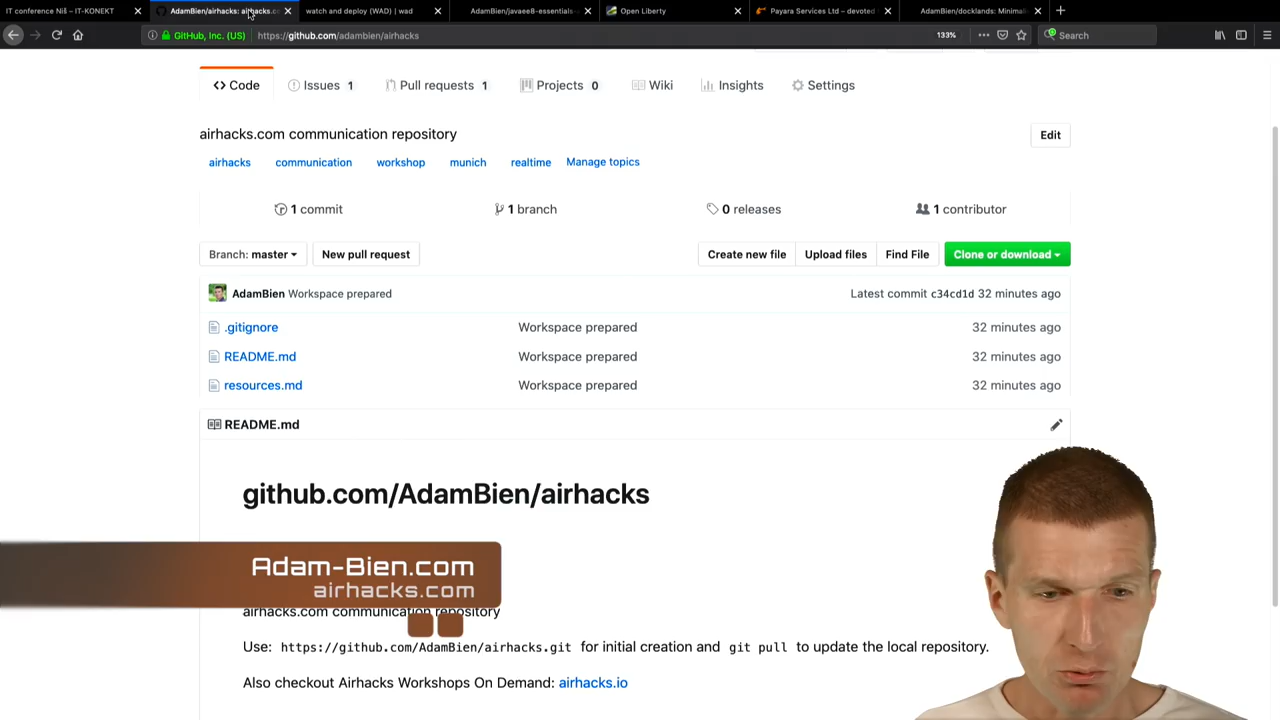 IT conference Niš – IT-KONEKT
AdamBien/airhacks: airhacks.c
watch and deploy (WAD) | wad
AdamBien/javaee8-essentials-
Open Liberty
Payara Services Ltd – devoted
AdamBien/docklands: Minimal
GitHub, Inc. (US)
https://github.com/adambien/airhacks
133%
Search
Code
Issues 1
Pull requests 1
Projects 0
Wiki
Insights
Settings
airhacks.com communication repository
Edit
airhacks communication workshop munich realtime Manage topics
1 commit
1 branch
0 releases
1 contributor
Branch: master
New pull request
Create new file
Upload files
Find File
Clone or download
AdamBien Workspace prepared
Latest commit c34cd1d 32 minutes ago
.gitignore Workspace prepared 32 minutes ago
README.md Workspace prepared 32 minutes ago
resources.md Workspace prepared 32 minutes ago
README.md
github.com/AdamBien/airhacks
Adam-Bien.com
airhacks.com
airhacks.com communication repository
Use: https://github.com/AdamBien/airhacks.git for initial creation and git pull to update the local repository.
Also checkout Airhacks Workshops On Demand: airhacks.io